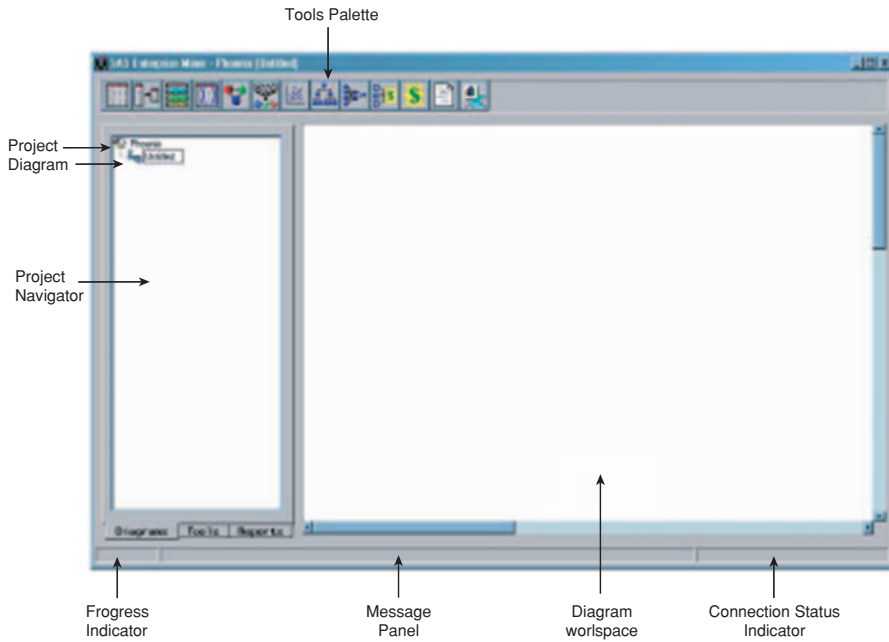 Tools Palette
SAS Enterprise Miner - Phoenix [Untitled]
Project
Diagram
Phoenix
Untitled
Project
Navigator
Diagrams Tools Reports
Frogress
Indicator
Message
Panel
Diagram
worlspace
Connection Status
Indicator